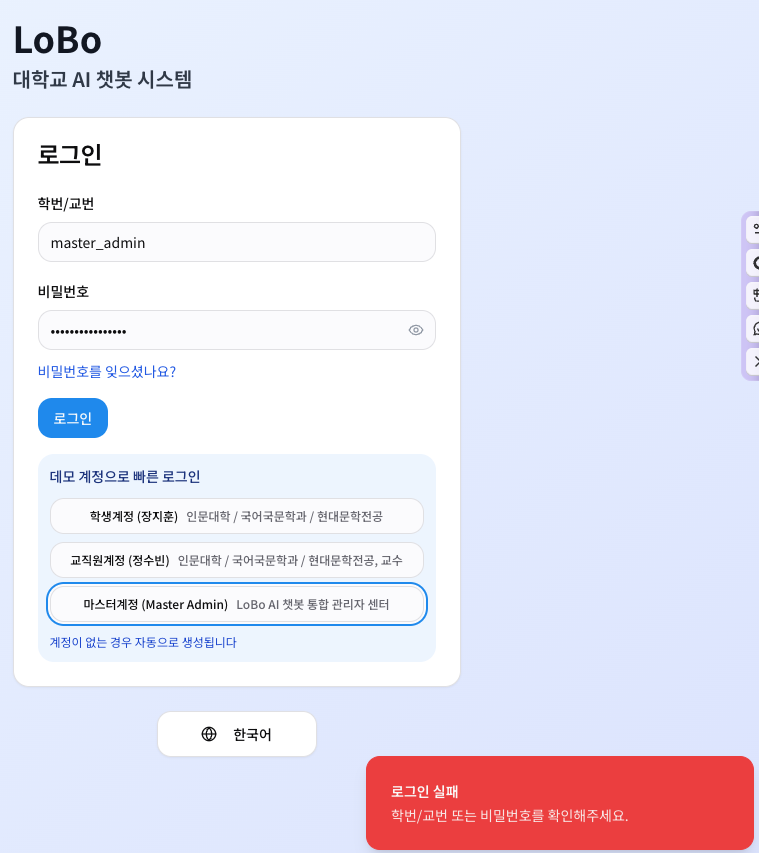 LoBo
대학교 AI 챗봇 시스템
로그인
학번/교번
master_admin
비밀번호
••••••••••••••••
비밀번호를 잊으셨나요?
로그인
데모 계정으로 빠른 로그인
학생계정 (장지훈) 인문대학 / 국어국문학과 / 현대문학전공
교직원계정 (정수빈) 인문대학 / 국어국문학과 / 현대문학전공, 교수
마스터계정 (Master Admin) LoBo AI 챗봇 통합 관리자 센터
계정이 없는 경우 자동으로 생성됩니다
한국어
로그인 실패
학번/교번 또는 비밀번호를 확인해주세요.